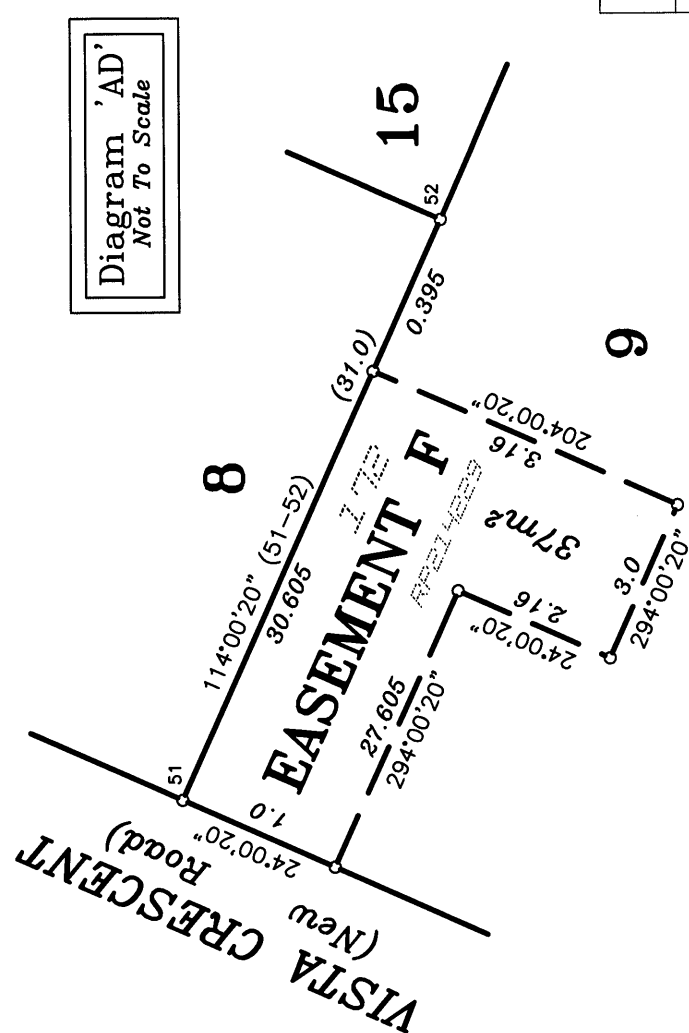 Diagram 'AD'
Not To Scale
15
52
0.395
(31.0)
9
8
114°00'20" (51–52)
30.605
172
EASEMENT F
RP214229
204°00'20"
3.16
37m²
3.0
294°00'20"
2.16
24°00'20"
27.605
294°00'20"
51
1.0
24°00'20"
VISTA CRESCENT
(New Road)